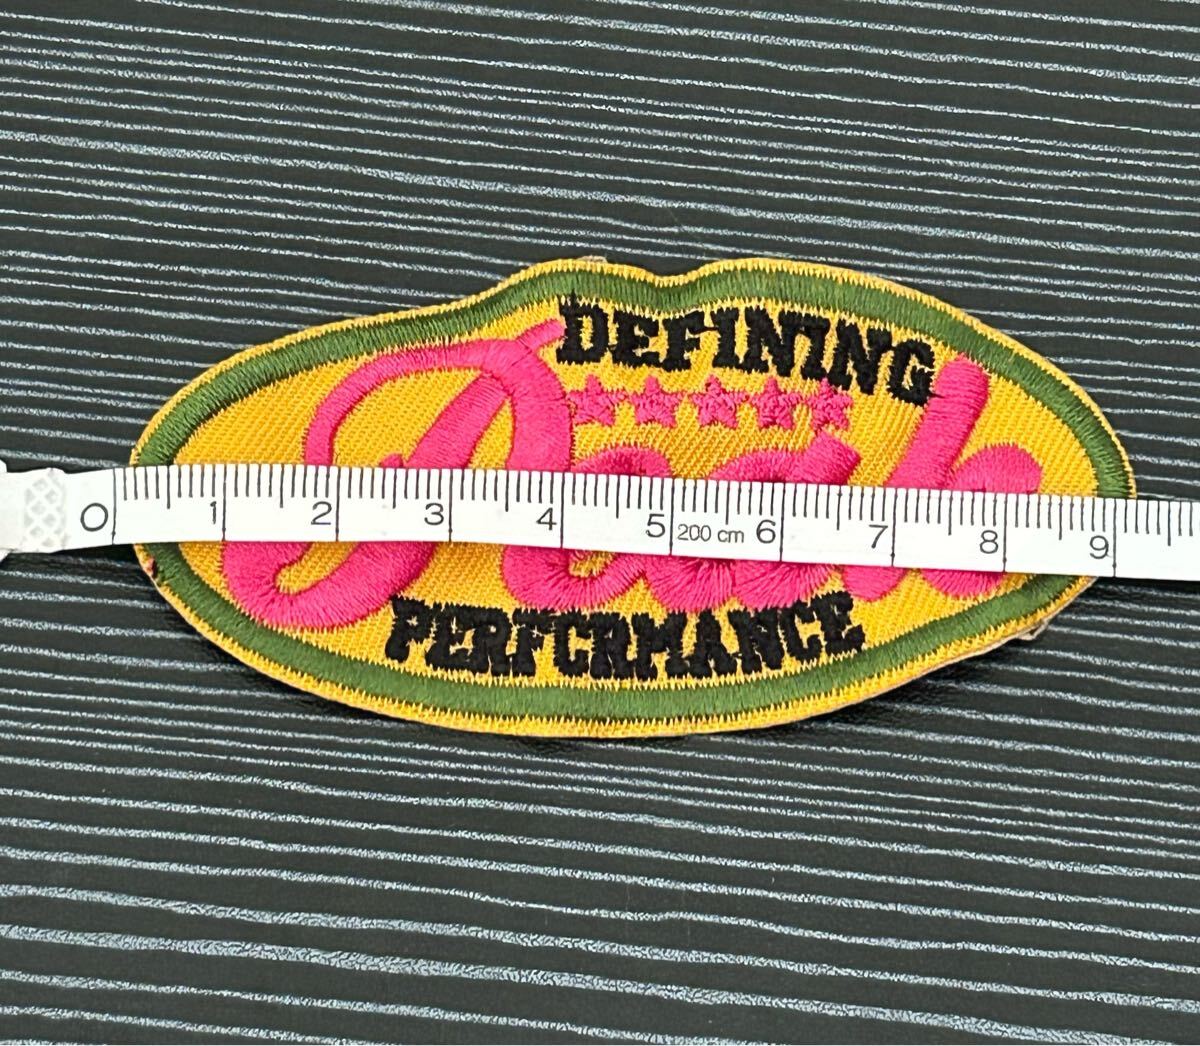 DEFINING
0 1 2 3 4 5 200 cm 6 7 8 9
PERFCRMANCE